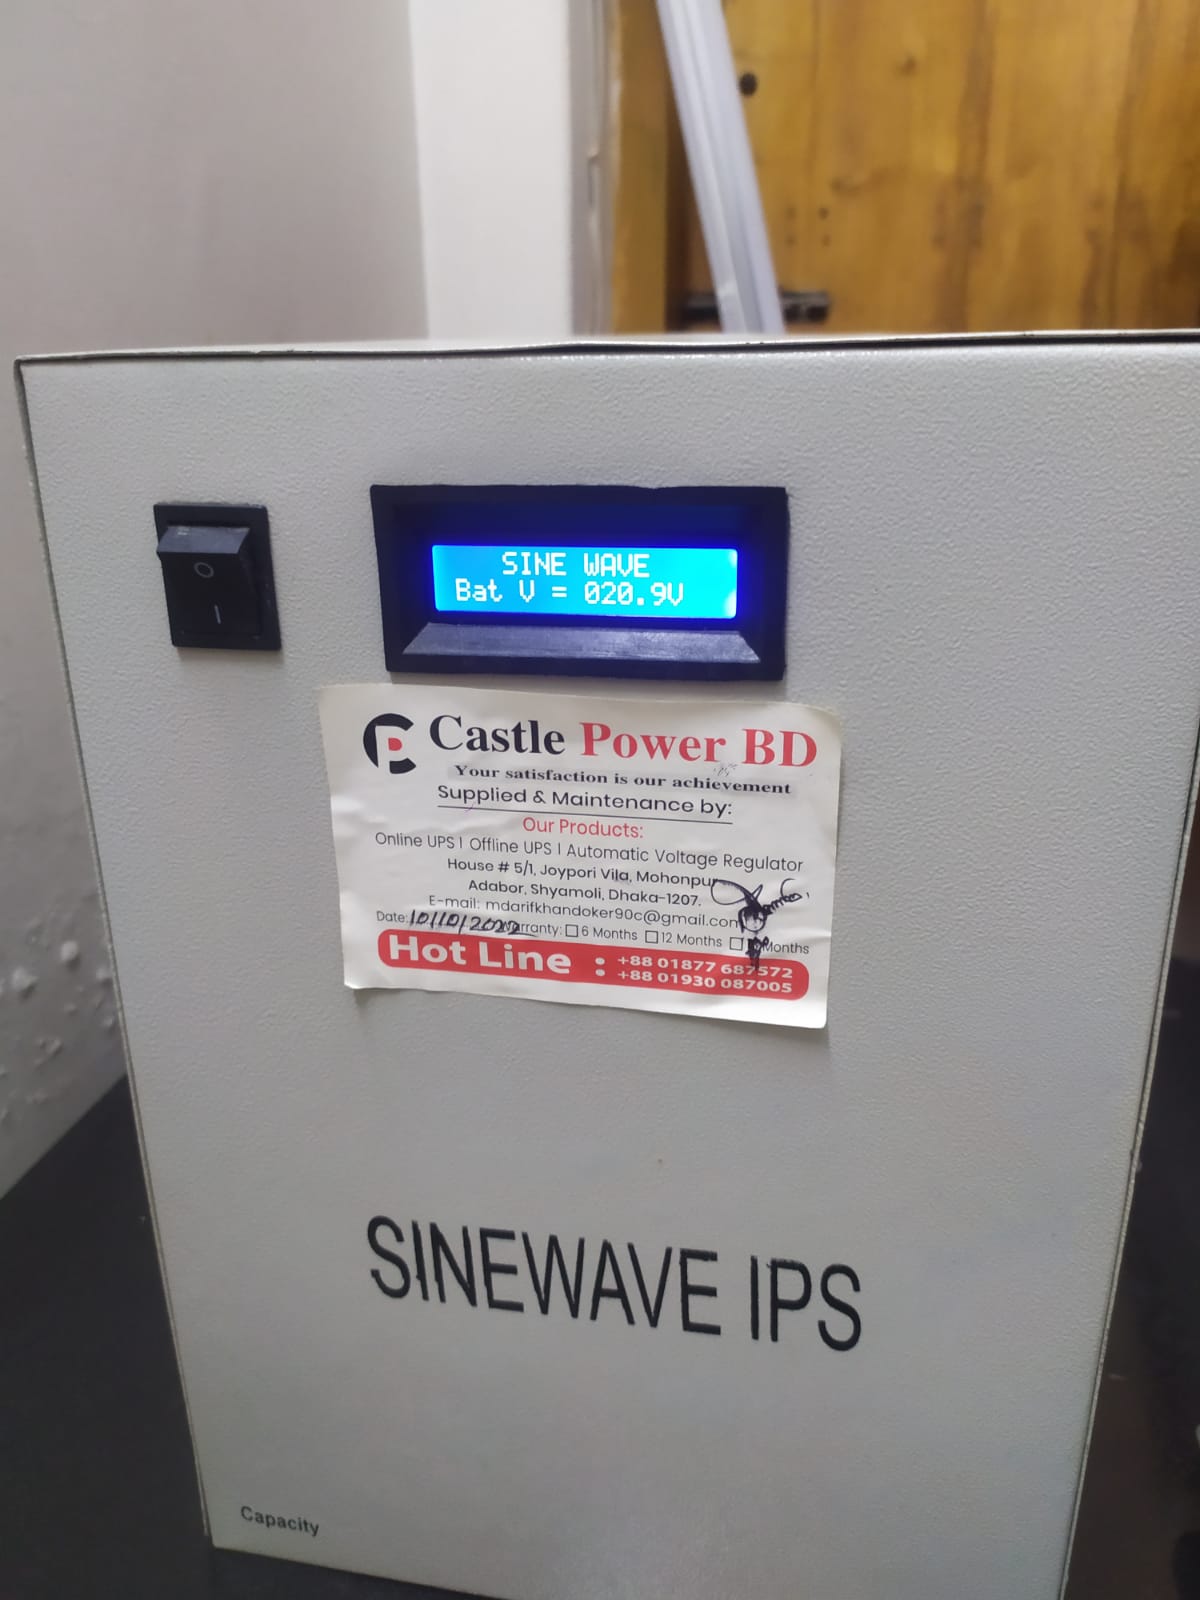 SINE WAVE
Bat V = 020.9V
Castle Power BD
Your satisfaction is our achievement
Supplied & Maintenance by:
Our Products:
Online UPS I Offline UPS I Automatic Voltage Regulator
House # 5/1, Joypori Vila, Mohonpur
Adabor, Shyamoli, Dhaka-1207.
E-mail: mdarifkhandoker90c@gmail.com
Date: 10/10/2022 Warranty: 6 Months 12 Months Months
Hot Line : +88 01877 687572
+88 01930 087005
SINEWAVE IPS
Capacity